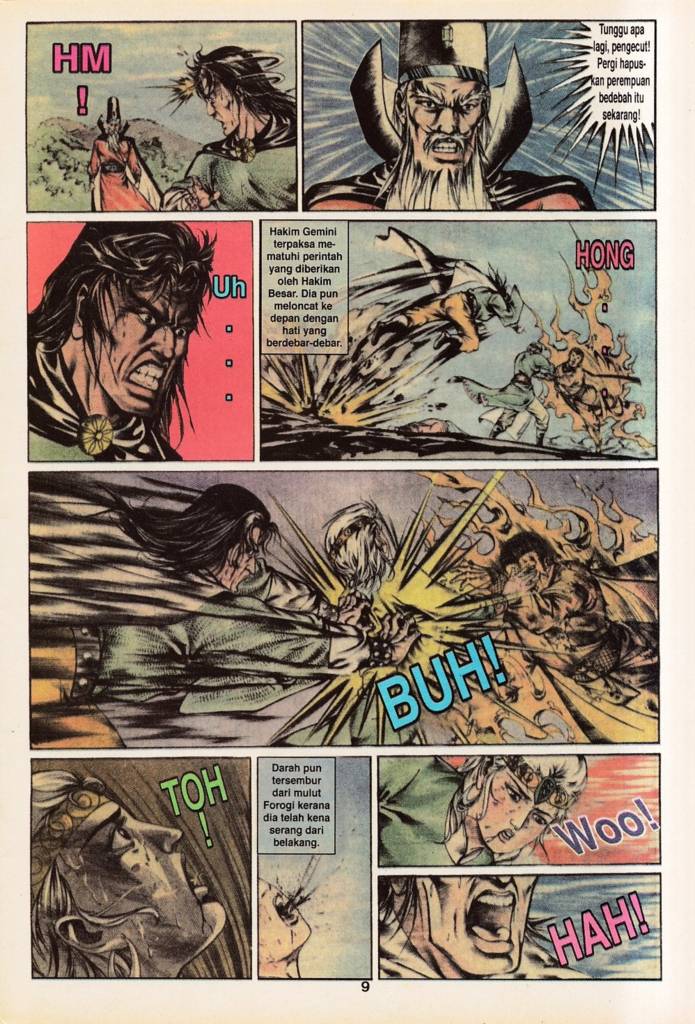 HM
!
Tunggu apa
lagi, pengecut!
Pergi hapus-
kan perempuan
bedebah itu
sekarang!
Uh
. . .
Hakim Gemini
terpaksa me-
matuhi perintah
yang diberikan
oleh Hakim
Besar. Dia pun
meloncat ke
depan dengan
hati yang
berdebar-debar.
HONG
. . .
BUH!
TOH
!
Darah pun
tersembur
dari mulut
Forogi kerana
dia telah kena
serang dari
belakang.
Woo!
HAH!
9